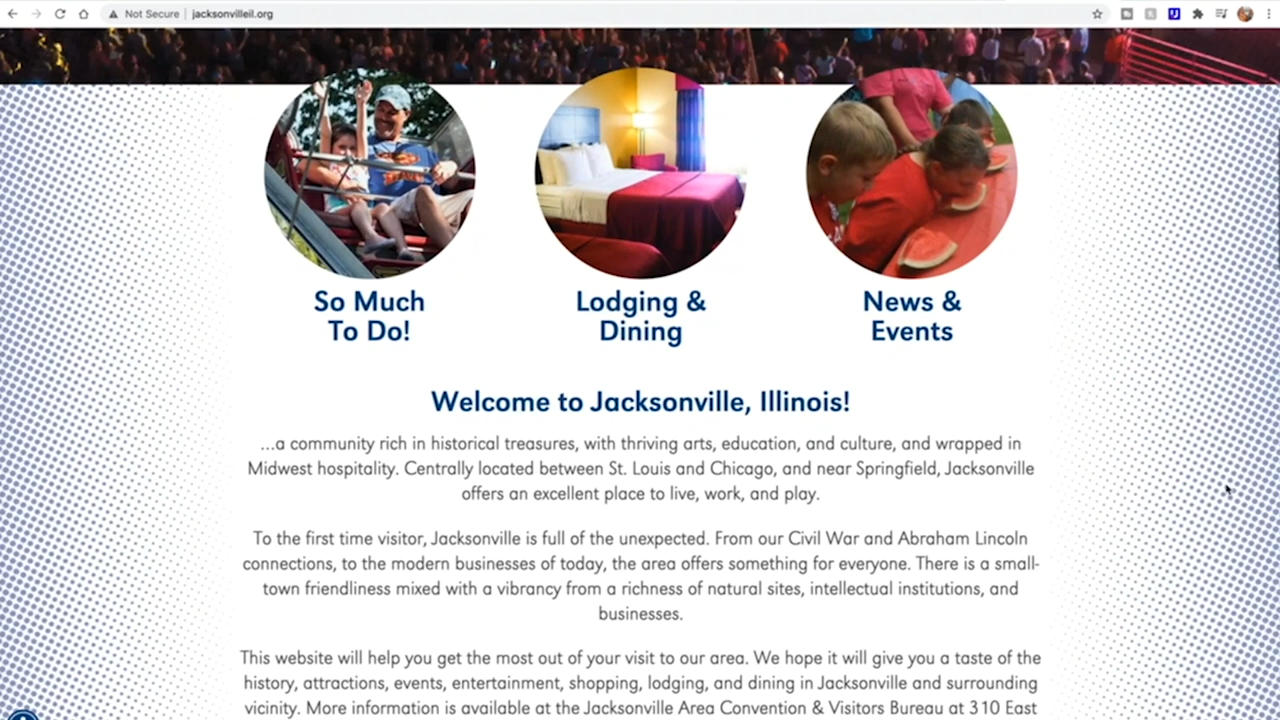 Not Secure | jacksonvilleil.org
So Much
To Do!
Lodging &
Dining
News &
Events
Welcome to Jacksonville, Illinois!
...a community rich in historical treasures, with thriving arts, education, and culture, and wrapped in
Midwest hospitality. Centrally located between St. Louis and Chicago, and near Springfield, Jacksonville
offers an excellent place to live, work, and play.
To the first time visitor, Jacksonville is full of the unexpected. From our Civil War and Abraham Lincoln
connections, to the modern businesses of today, the area offers something for everyone. There is a small-
town friendliness mixed with a vibrancy from a richness of natural sites, intellectual institutions, and
businesses.
This website will help you get the most out of your visit to our area. We hope it will give you a taste of the
history, attractions, events, entertainment, shopping, lodging, and dining in Jacksonville and surrounding
vicinity. More information is available at the Jacksonville Area Convention & Visitors Bureau at 310 East